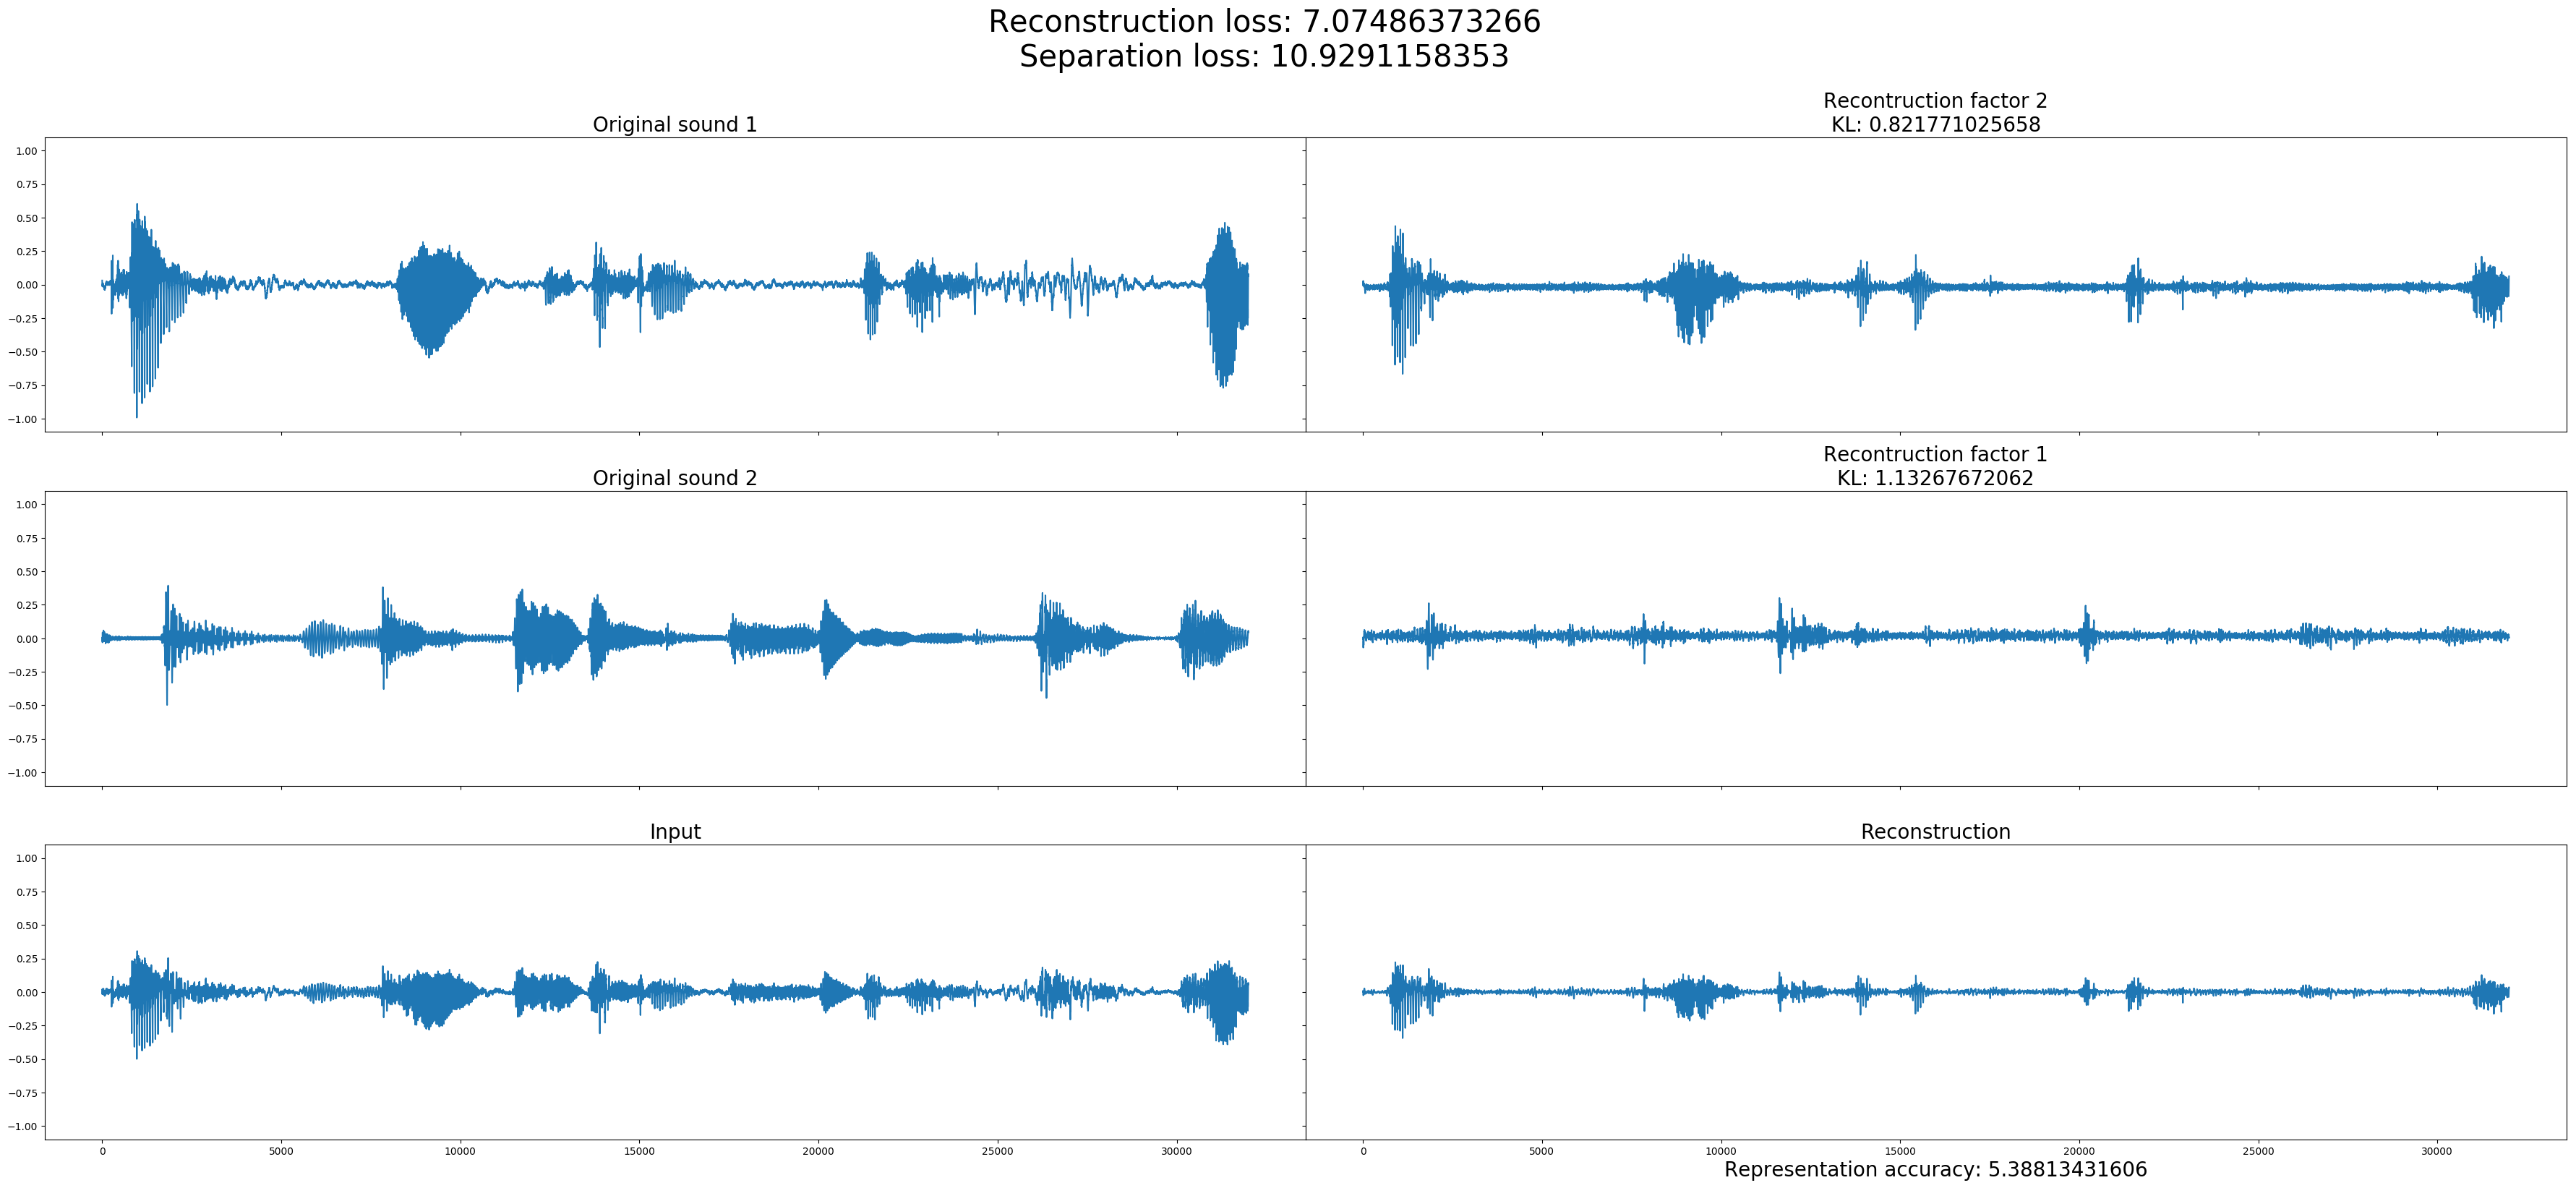 Reconstruction loss: 7.07486373266
Separation loss: 10.9291158353
Original sound 1
Recontruction factor 2
KL: 0.821771025658
1.00
0.75
0.50
0.25
0.00
−0.25
−0.50
−0.75
−1.00
Original sound 2
Recontruction factor 1
KL: 1.13267672062
1.00
0.75
0.50
0.25
0.00
−0.25
−0.50
−0.75
−1.00
Input
Reconstruction
1.00
0.75
0.50
0.25
0.00
−0.25
−0.50
−0.75
−1.00
0 5000 10000 15000 20000 25000 30000
0 5000 10000 15000 20000 25000 30000
Representation accuracy: 5.38813431606